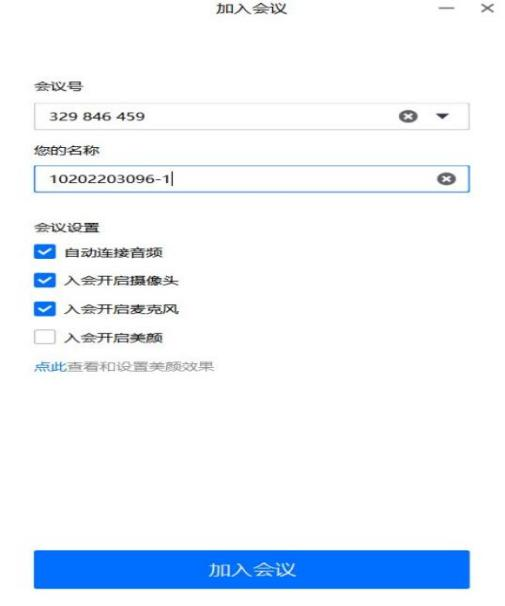 加入会议
会议号
329 846 459
您的名称
10202203096-1
会议设置
自动连接音频
入会开启摄像头
入会开启麦克风
入会开启美颜
点此查看和设置美颜效果
加入会议